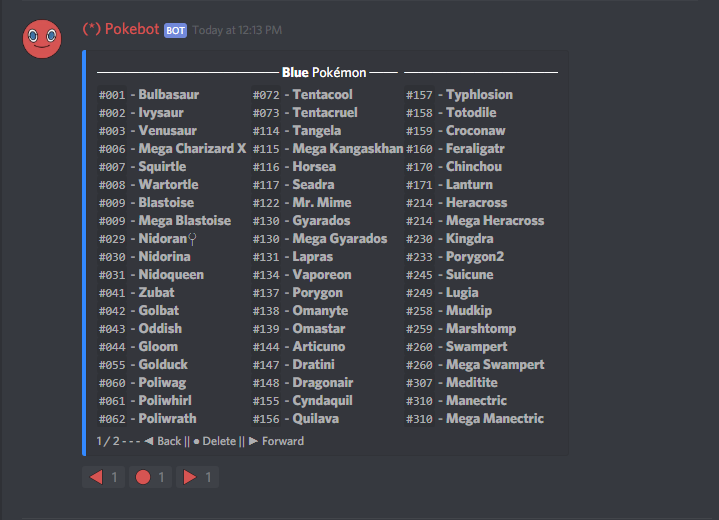 (*) Pokebot BOT Today at 12:13 PM
Blue Pokémon
#001 - Bulbasaur #072 - Tentacool #157 - Typhlosion
#002 - Ivysaur #073 - Tentacruel #158 - Totodile
#003 - Venusaur #114 - Tangela #159 - Croconaw
#006 - Mega Charizard X #115 - Mega Kangaskhan #160 - Feraligatr
#007 - Squirtle #116 - Horsea #170 - Chinchou
#008 - Wartortle #117 - Seadra #171 - Lanturn
#009 - Blastoise #122 - Mr. Mime #214 - Heracross
#009 - Mega Blastoise #130 - Gyarados #214 - Mega Heracross
#029 - Nidoran♀ #130 - Mega Gyarados #230 - Kingdra
#030 - Nidorina #131 - Lapras #233 - Porygon2
#031 - Nidoqueen #134 - Vaporeon #245 - Suicune
#041 - Zubat #137 - Porygon #249 - Lugia
#042 - Golbat #138 - Omanyte #258 - Mudkip
#043 - Oddish #139 - Omastar #259 - Marshtomp
#044 - Gloom #144 - Articuno #260 - Swampert
#055 - Golduck #147 - Dratini #260 - Mega Swampert
#060 - Poliwag #148 - Dragonair #307 - Meditite
#061 - Poliwhirl #155 - Cyndaquil #310 - Manectric
#062 - Poliwrath #156 - Quilava #310 - Mega Manectric
1 / 2 - - - ◀ Back || ● Delete || ▶ Forward
◀ 1 ● 1 ▶ 1